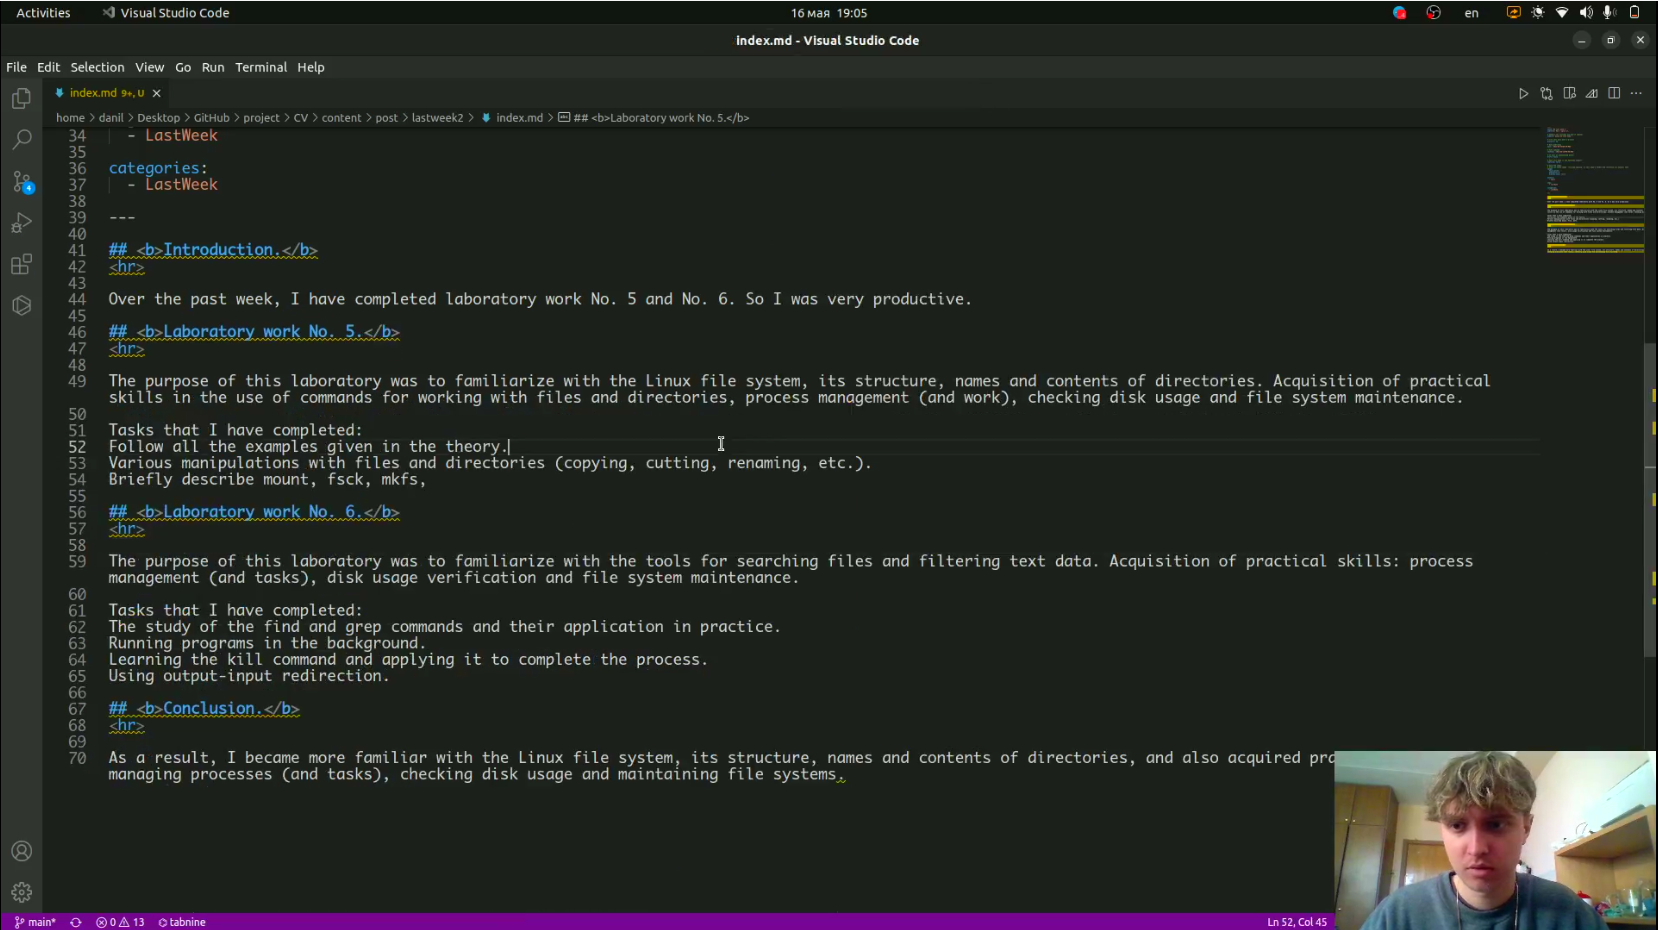 Activities Visual Studio Code 16 мая 19:05 en
index.md - Visual Studio Code
File Edit Selection View Go Run Terminal Help
index.md 9+, U
home > danil > Desktop > GitHub > project > CV > content > post > lastweek2 > index.md > ## <b>Laboratory work No. 5.</b>
34 - LastWeek
35
36 categories:
37 - LastWeek
38
39 ---
40
41 ## <b>Introduction.</b>
42 <hr>
43
44 Over the past week, I have completed laboratory work No. 5 and No. 6. So I was very productive.
45
46 ## <b>Laboratory work No. 5.</b>
47 <hr>
48
49 The purpose of this laboratory was to familiarize with the Linux file system, its structure, names and contents of directories. Acquisition of practical
skills in the use of commands for working with files and directories, process management (and work), checking disk usage and file system maintenance.
50
51 Tasks that I have completed:
52 Follow all the examples given in the theory.
53 Various manipulations with files and directories (copying, cutting, renaming, etc.).
54 Briefly describe mount, fsck, mkfs,
55
56 ## <b>Laboratory work No. 6.</b>
57 <hr>
58
59 The purpose of this laboratory was to familiarize with the tools for searching files and filtering text data. Acquisition of practical skills: process
management (and tasks), disk usage verification and file system maintenance.
60
61 Tasks that I have completed:
62 The study of the find and grep commands and their application in practice.
63 Running programs in the background.
64 Learning the kill command and applying it to complete the process.
65 Using output-input redirection.
66
67 ## <b>Conclusion.</b>
68 <hr>
69
70 As a result, I became more familiar with the Linux file system, its structure, names and contents of directories, and also acquired
managing processes (and tasks), checking disk usage and maintaining file systems.
4
main* 0 13 tabnine Ln 52, Col 45